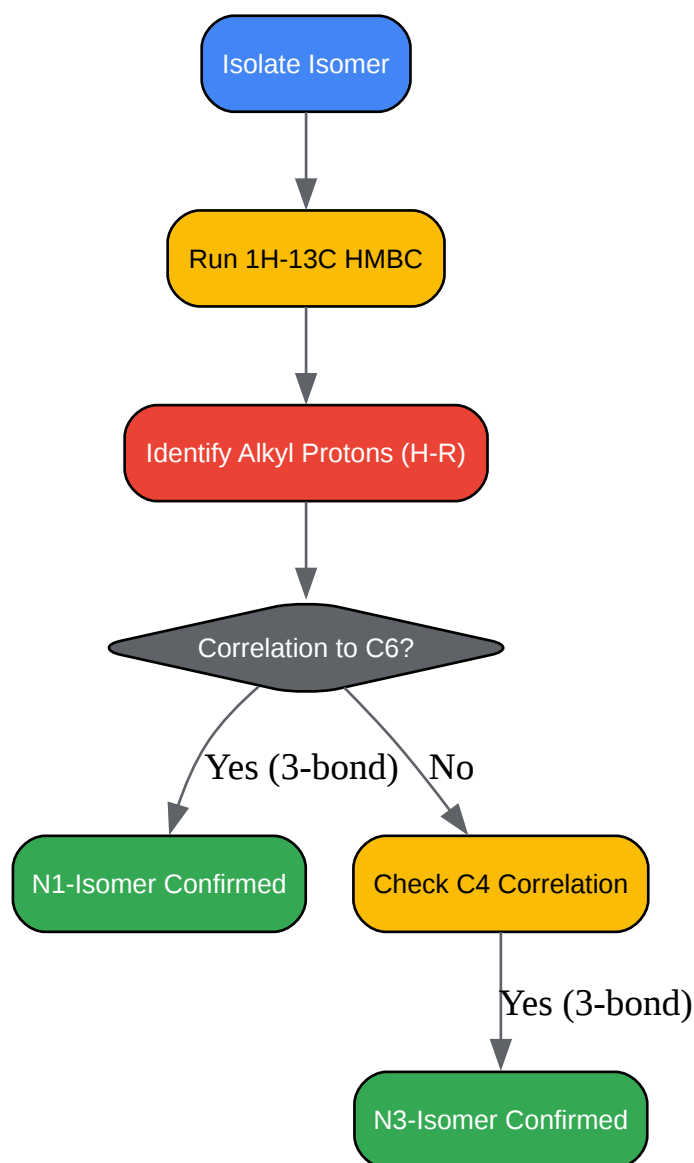 Isolate Isomer
Run 1H-13C HMBC
Identify Alkyl Protons (H-R)
Correlation to C6?
Yes (3-bond)
No
N1-Isomer Confirmed
Check C4 Correlation
Yes (3-bond)
N3-Isomer Confirmed